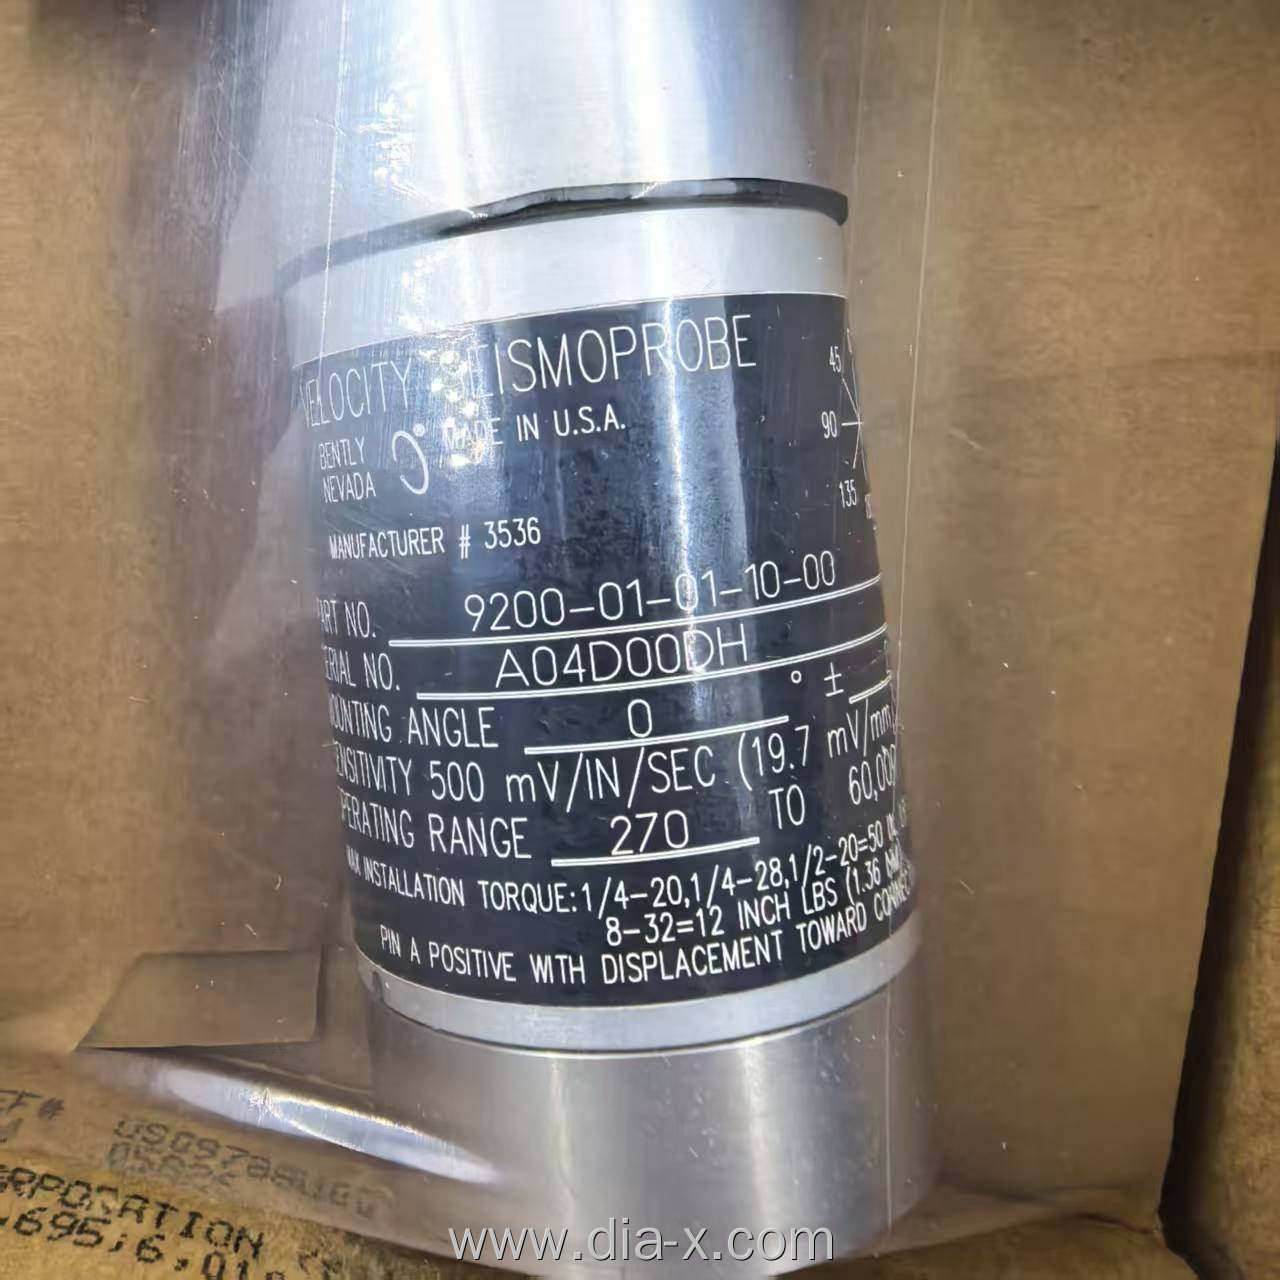 VELOCITY SEISMOPROBE
BENTLY
NEVADA
® MADE IN U.S.A.
45
90
135
MANUFACTURER # 3536
PART NO. 9200-01-01-10-00
SERIAL NO. A04D00DH
MOUNTING ANGLE 0 ° ±
SENSITIVITY 500 mV/IN/SEC (19.7 mV/mm
OPERATING RANGE 270 TO 60,00
MAX INSTALLATION TORQUE: 1/4-20,1/4-28,1/2-20=50
8-32=12 INCH LBS (1.36
PIN A POSITIVE WITH DISPLACEMENT TOWARD
RPORATION
www.dia-x.com